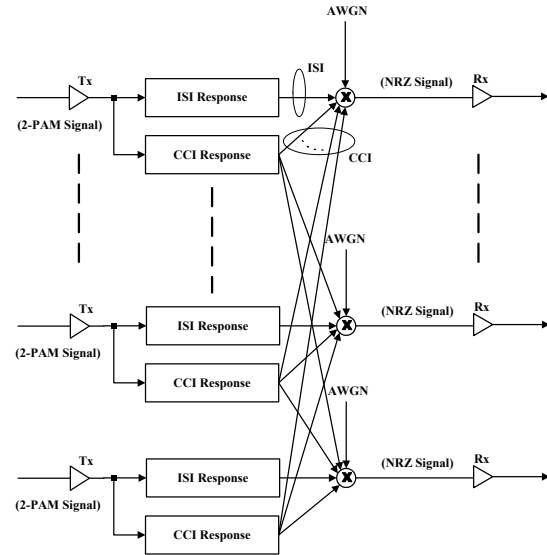 AWGN
Tx
ISI
ISI Response
X
(NRZ Signal)
Rx
(2-PAM Signal)
CCI Response
CCI
AWGN
Tx
ISI Response
X
(NRZ Signal)
Rx
(2-PAM Signal)
CCI Response
AWGN
Tx
ISI Response
X
(NRZ Signal)
Rx
(2-PAM Signal)
CCI Response